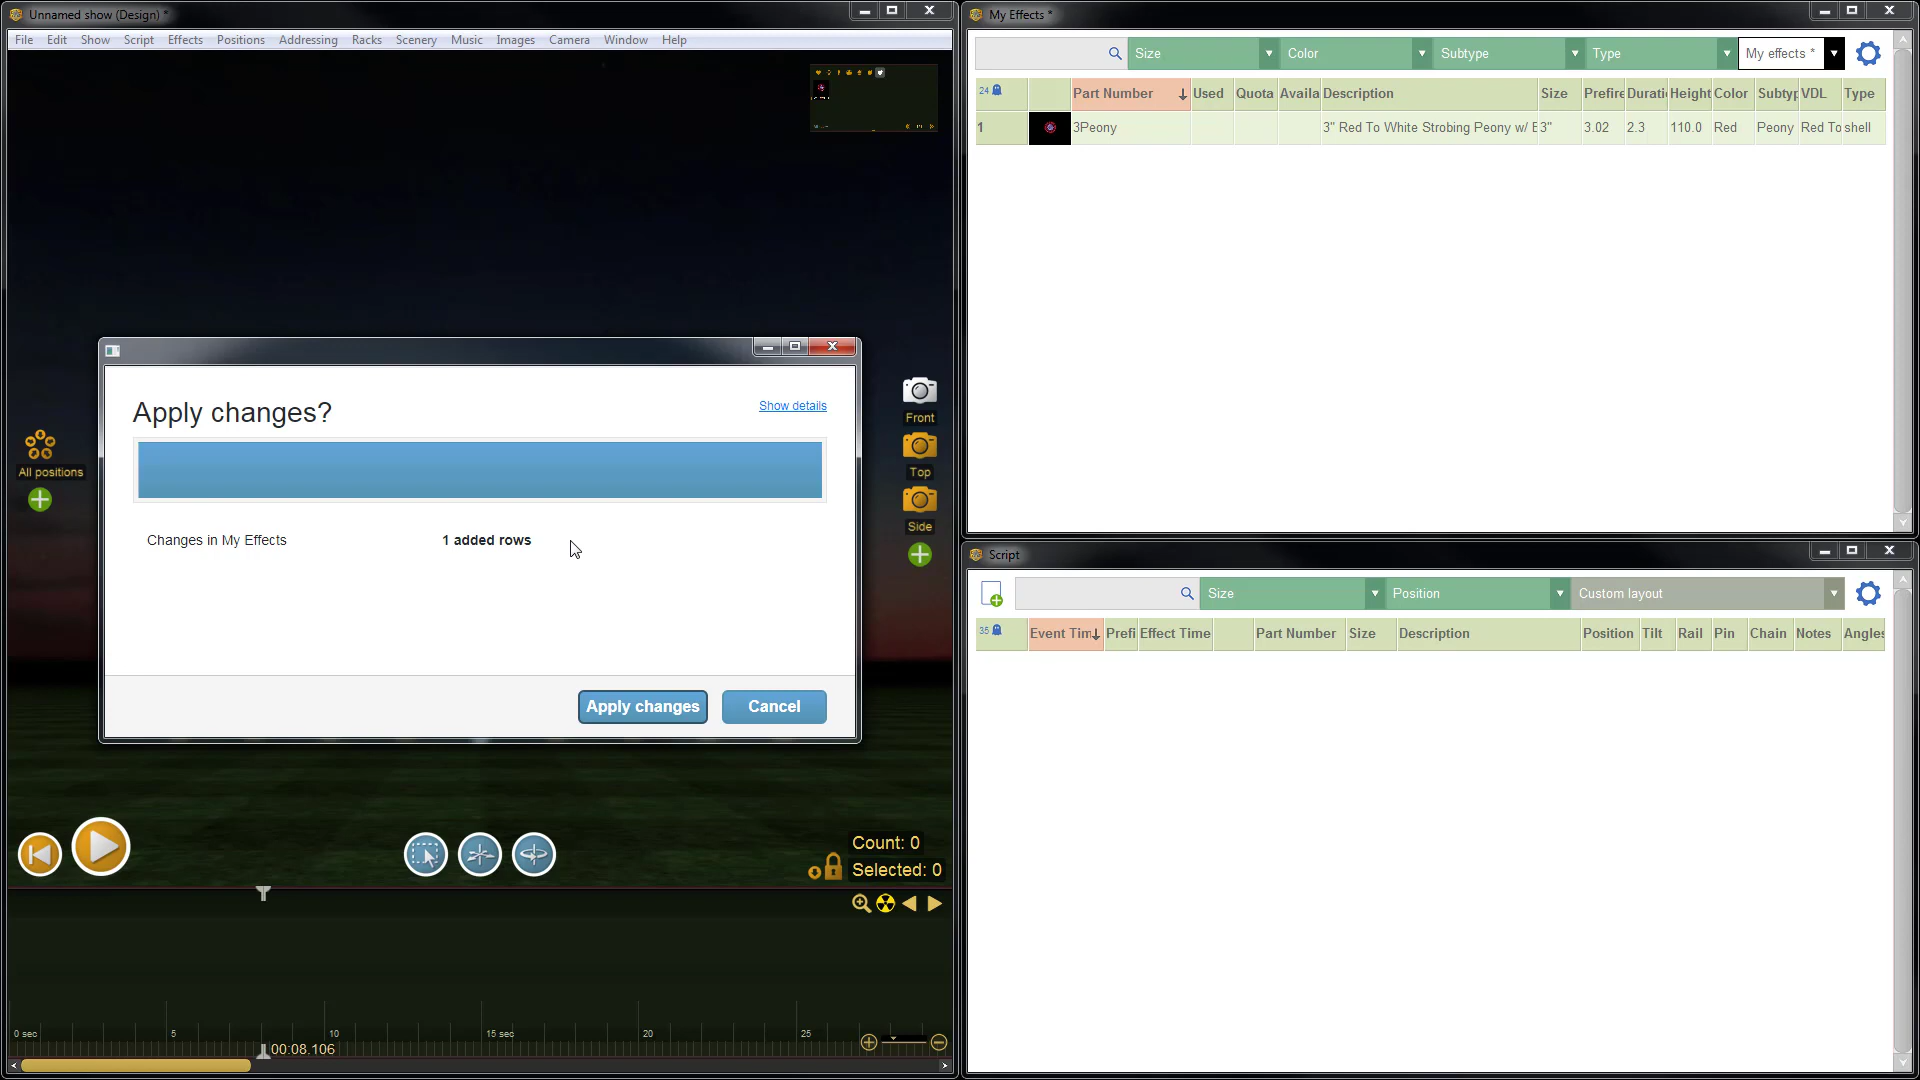 Unnamed show (Design) *
File Edit Show Script Effects Positions Addressing Racks Scenery Music Images Camera Window Help
Apply changes?
Show details
Changes in My Effects 1 added rows
Apply changes Cancel
All positions
Front
Top
Side
Count: 0
Selected: 0
0 sec 5 10 15 sec 20 25
00:08.106
My Effects *
Size Color Subtype Type My effects *
24 Part Number Used Quota Availa Description Size Prefire Durati Height Color Subtyp VDL Type
1 3Peony 3" Red To White Strobing Peony w/ E 3" 3.02 2.3 110.0 Red Peony Red To shell
Script
Size Position Custom layout
35 Event Tim Prefi Effect Time Part Number Size Description Position Tilt Rail Pin Chain Notes Angles